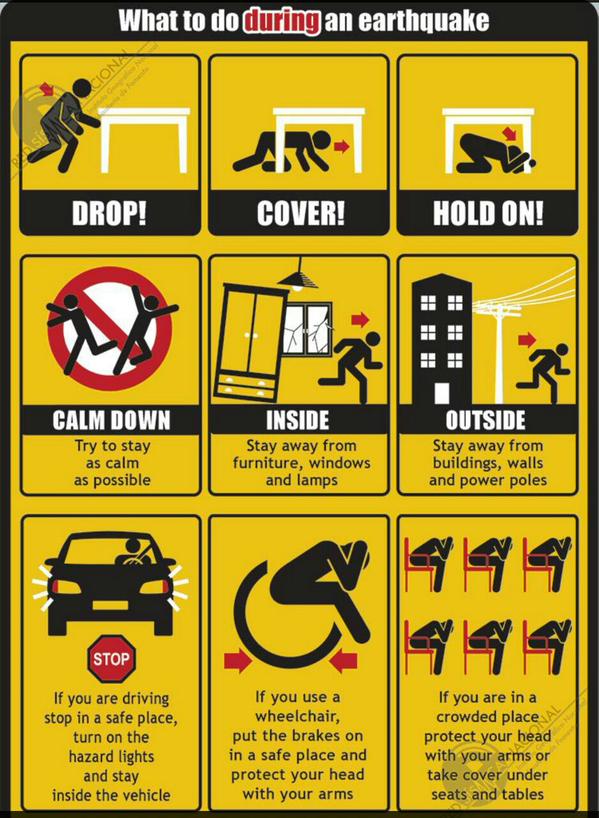 What to do during an earthquake
DROP!
COVER!
HOLD ON!
CALM DOWN
Try to stay
as calm
as possible
INSIDE
Stay away from
furniture, windows
and lamps
OUTSIDE
Stay away from
buildings, walls
and power poles
STOP
If you are driving
stop in a safe place,
turn on the
hazard lights
and stay
inside the vehicle
If you use a
wheelchair,
put the brakes on
in a safe place and
protect your head
with your arms
If you are in a
crowded place
protect your head
with your arms or
take cover under
seats and tables